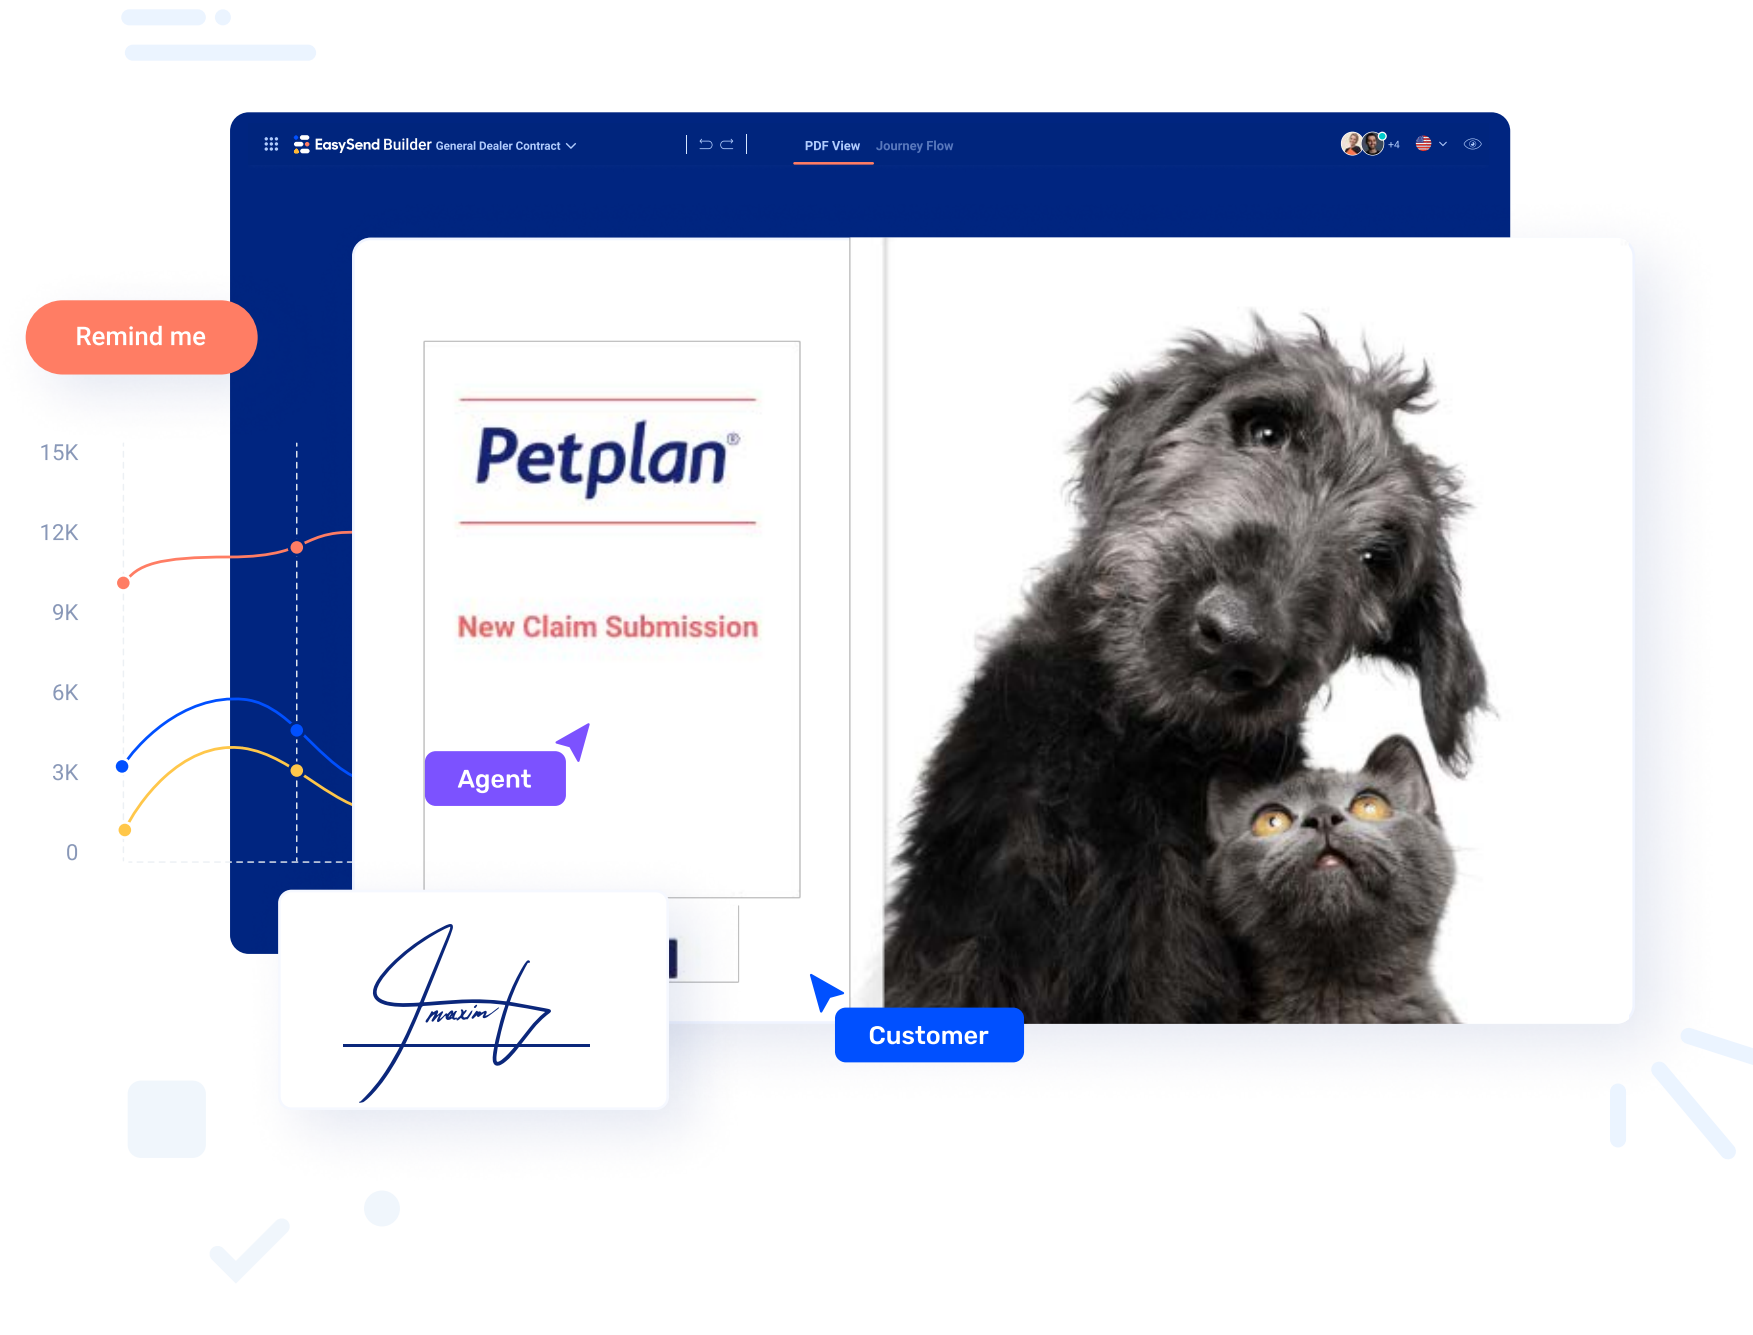 EasySend Builder General Dealer Contract
PDF View
Journey Flow
+4
Remind me
15K
12K
9K
6K
3K
0
Petplan®
New Claim Submission
Agent
maxim
Customer